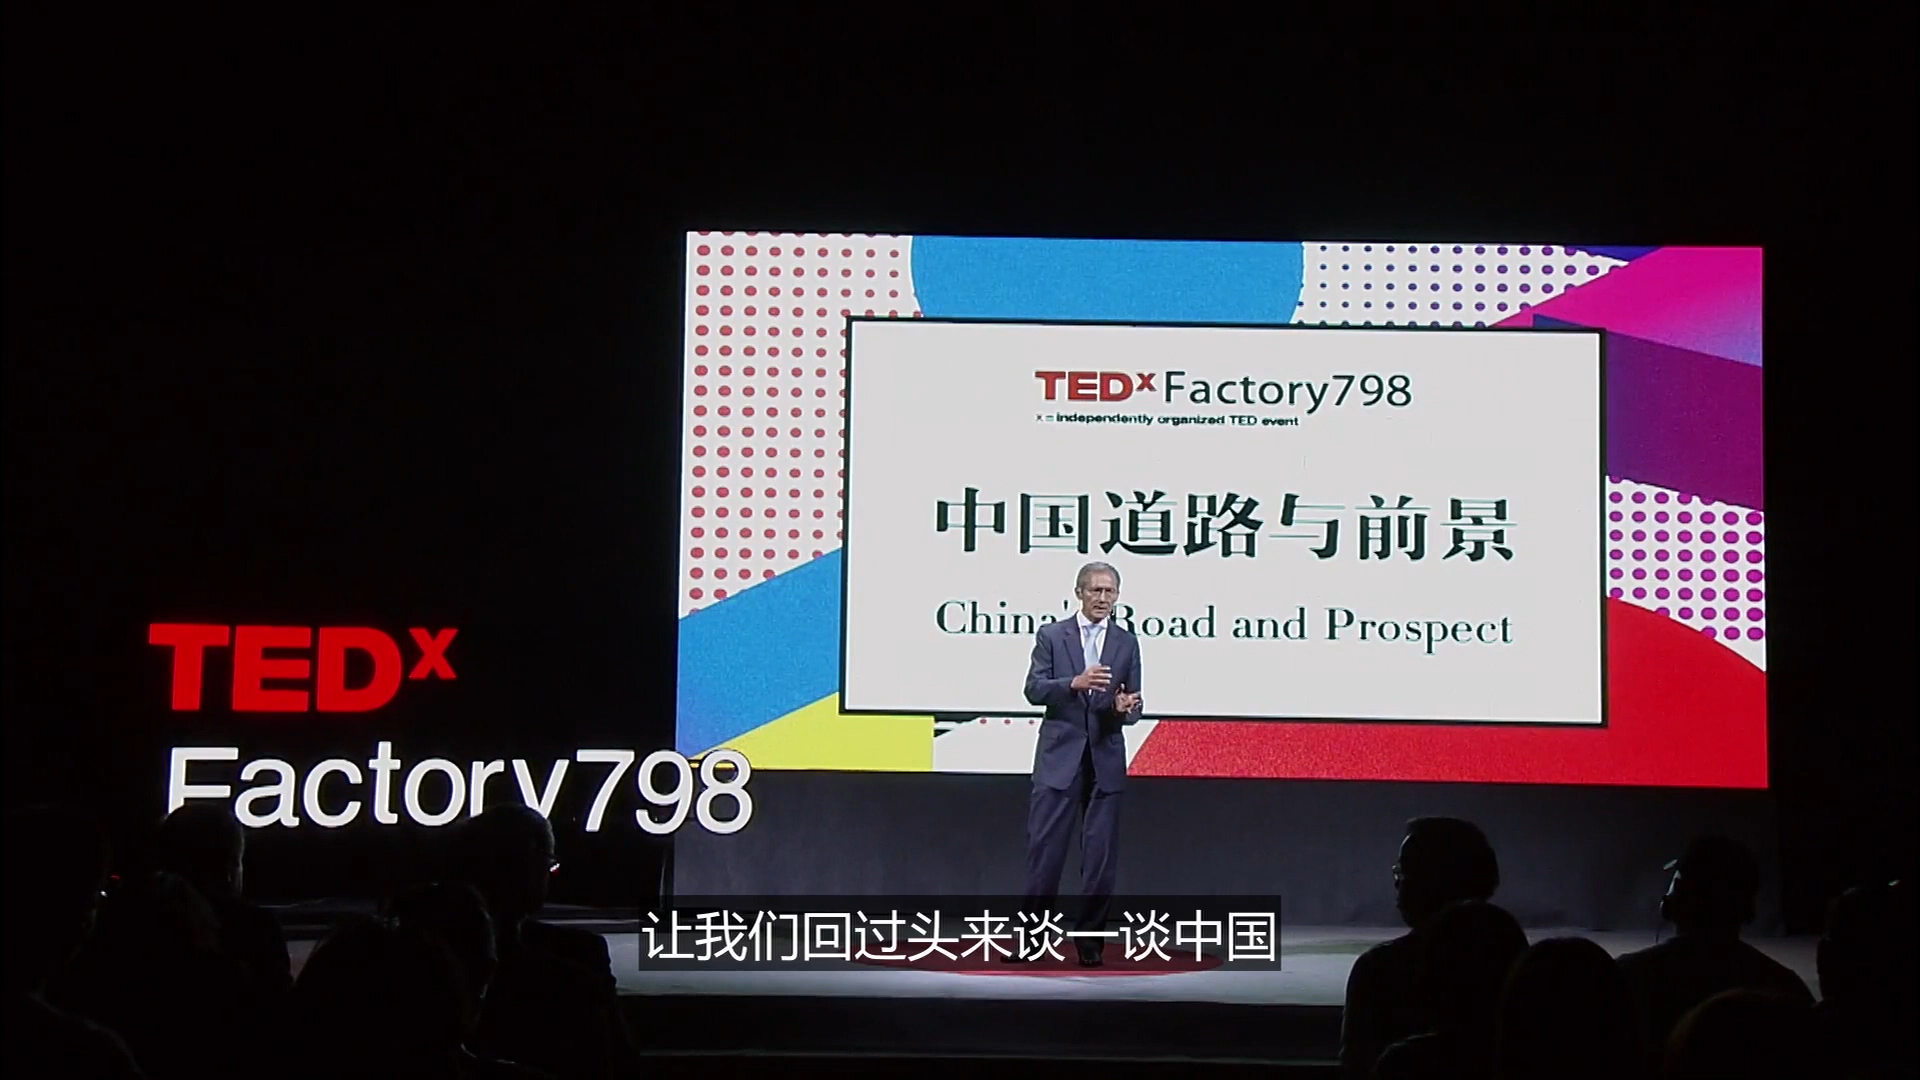 TEDx Factory798
x = independently organized TED event
中国道路与前景
China' Road and Prospect
TEDx
Factory798
让我们回过头来谈一谈中国